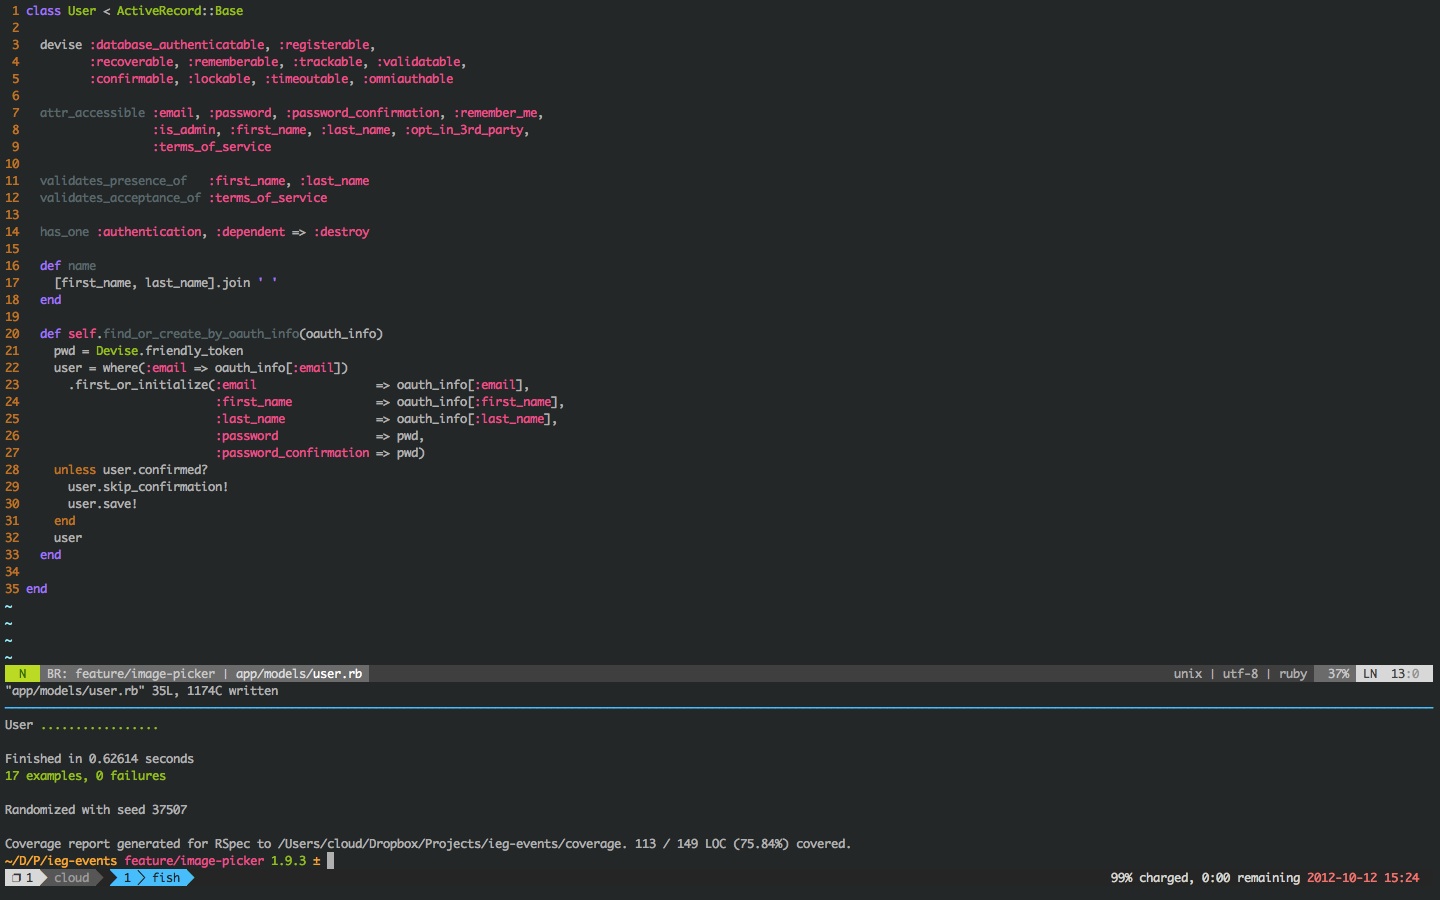 1 class User < ActiveRecord::Base
2
3   devise :database_authenticatable, :registerable,
4          :recoverable, :rememberable, :trackable, :validatable,
5          :confirmable, :lockable, :timeoutable, :omniauthable
6
7   attr_accessible :email, :password, :password_confirmation, :remember_me,
8                   :is_admin, :first_name, :last_name, :opt_in_3rd_party,
9                   :terms_of_service
10
11   validates_presence_of   :first_name, :last_name
12   validates_acceptance_of :terms_of_service
13
14   has_one :authentication, :dependent => :destroy
15
16   def name
17     [first_name, last_name].join ' '
18   end
19
20   def self.find_or_create_by_oauth_info(oauth_info)
21     pwd = Devise.friendly_token
22     user = where(:email => oauth_info[:email])
23       .first_or_initialize(:email                 => oauth_info[:email],
24                            :first_name            => oauth_info[:first_name],
25                            :last_name             => oauth_info[:last_name],
26                            :password              => pwd,
27                            :password_confirmation => pwd)
28     unless user.confirmed?
29       user.skip_confirmation!
30       user.save!
31     end
32     user
33   end
34
35 end
~
~
~
~
N BR: feature/image-picker | app/models/user.rb unix | utf-8 | ruby 37% LN 13:0
"app/models/user.rb" 35L, 1174C written
User .................
Finished in 0.62614 seconds
17 examples, 0 failures
Randomized with seed 37507
Coverage report generated for RSpec to /Users/cloud/Dropbox/Projects/ieg-events/coverage. 113 / 149 LOC (75.84%) covered.
~/D/P/ieg-events feature/image-picker 1.9.3 ±
❐ 1 cloud 1 fish 99% charged, 0:00 remaining 2012-10-12 15:24